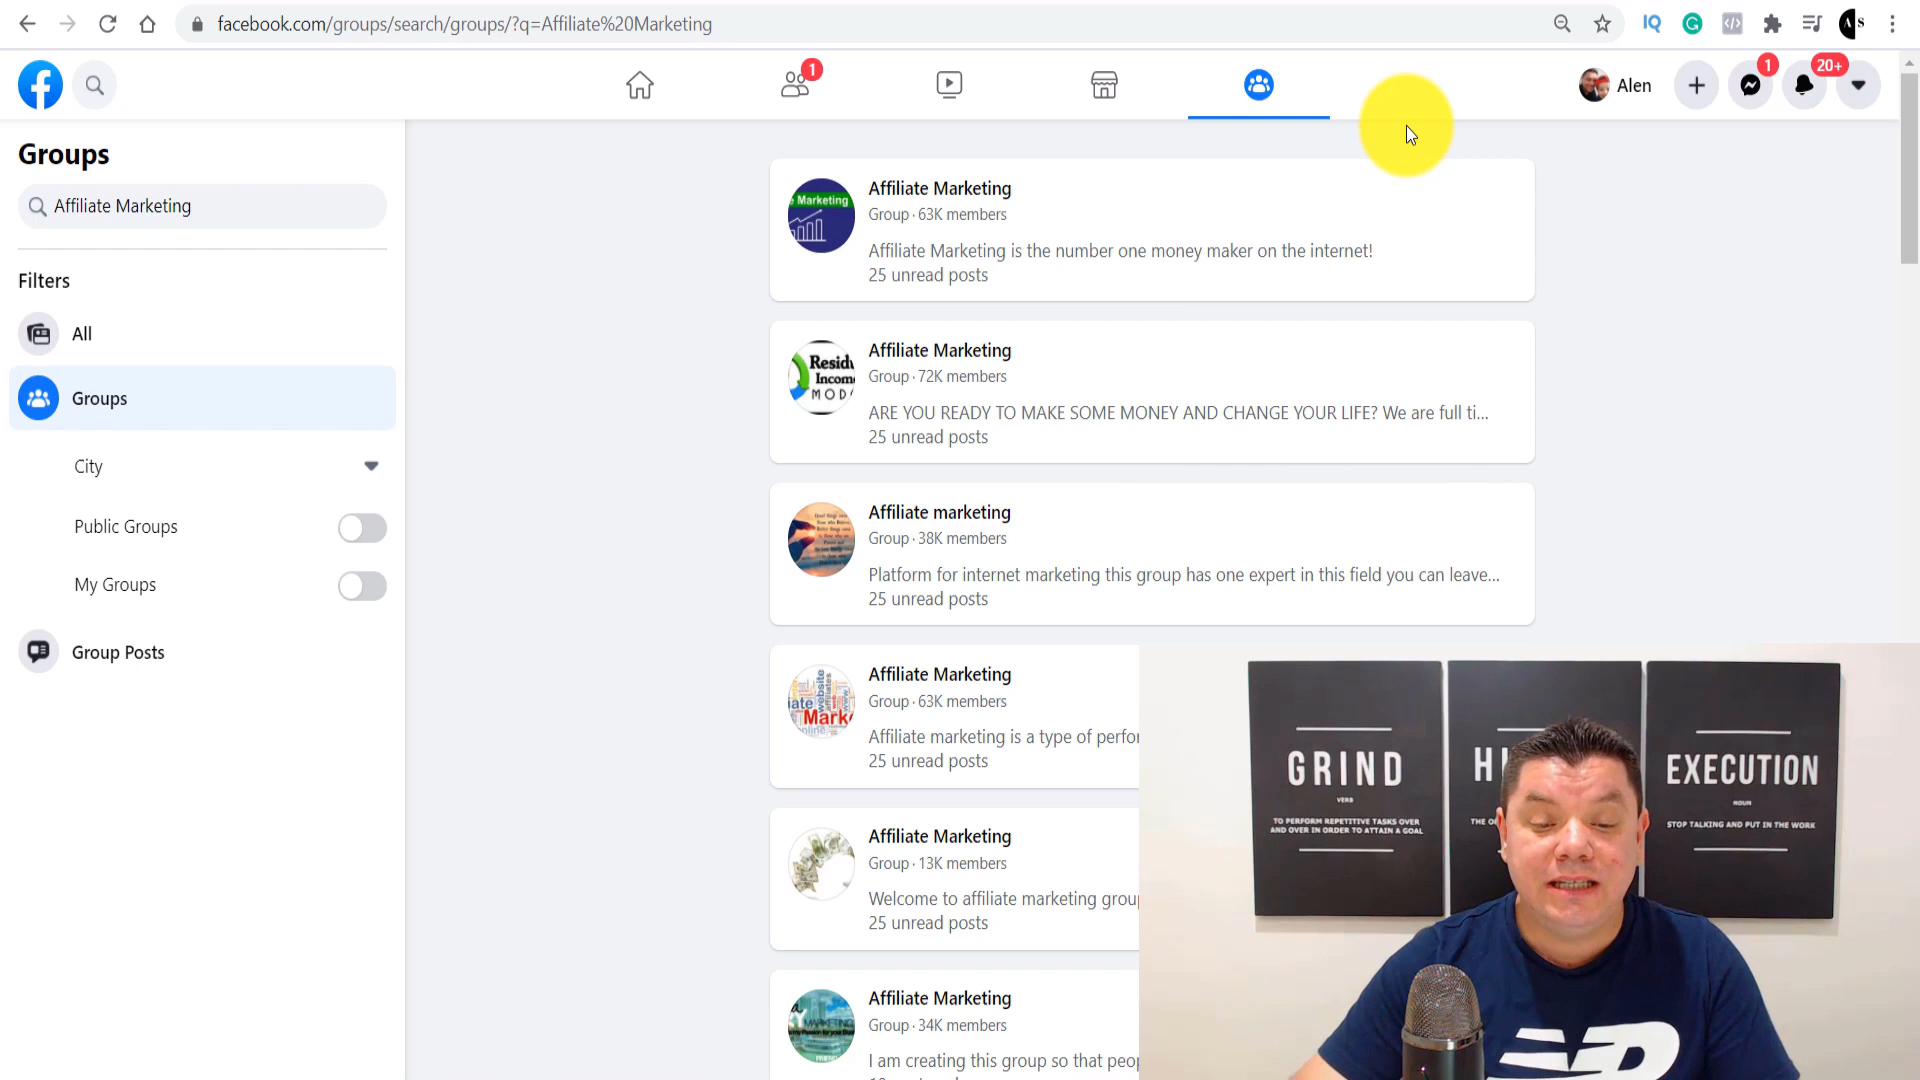 facebook.com/groups/search/groups/?q=Affiliate%20Marketing
IQ
AS
1
Alen
1
20+
Groups
Affiliate Marketing
Filters
All
Groups
City
Public Groups
My Groups
Group Posts
Marketing
Affiliate Marketing
Group · 63K members
Affiliate Marketing is the number one money maker on the internet!
25 unread posts
Affiliate Marketing
Group · 72K members
ARE YOU READY TO MAKE SOME MONEY AND CHANGE YOUR LIFE? We are full ti...
25 unread posts
Affiliate marketing
Group · 38K members
Platform for internet marketing this group has one expert in this field you can leave...
25 unread posts
Affiliate Marketing
Group · 63K members
Affiliate marketing is a type of perfor
25 unread posts
Affiliate Marketing
Group · 13K members
Welcome to affiliate marketing grou
25 unread posts
Affiliate Marketing
Group · 34K members
I am creating this group so that peop
GRIND
VERB
TO PERFORM REPETITIVE TASKS OVER
AND OVER IN ORDER TO ATTAIN A GOAL
EXECUTION
NOUN
STOP TALKING AND PUT IN THE WORK